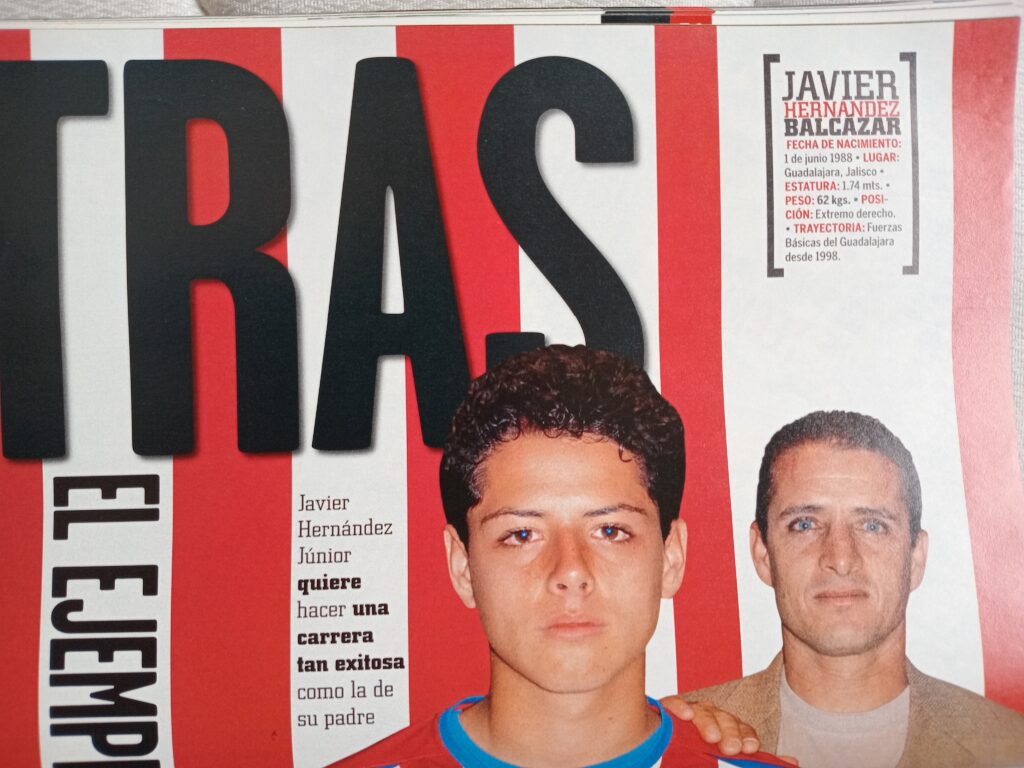 TRAS
JAVIER
HERNANDEZ
BALCAZAR
FECHA DE NACIMIENTO:
1 de junio 1988 • LUGAR:
Guadalajara, Jalisco •
ESTATURA: 1.74 mts. •
PESO: 62 kgs. • POSI-
CIÓN: Extremo derecho.
• TRAYECTORIA: Fuerzas
Básicas del Guadalajara
desde 1998.
EL EJEMP
Javier
Hernández
Júnior
quiere
hacer una
carrera
tan exitosa
como la de
su padre